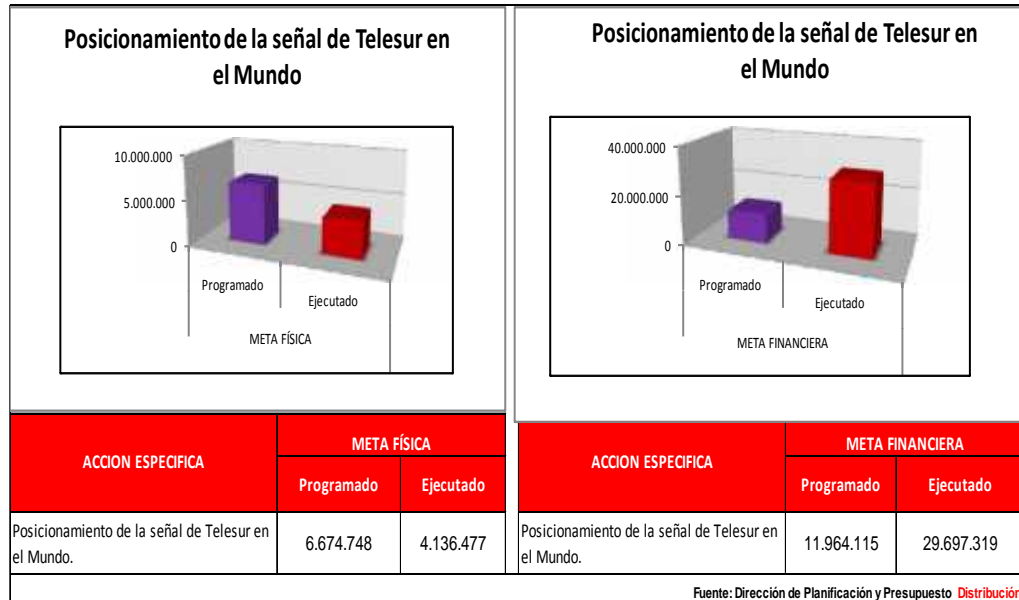 Posicionamiento de la señal de Telesur en
el Mundo
10.000.000
5.000.000
0
Programado
Ejecutado
META FÍSICA
Posicionamiento de la señal de Telesur en
el Mundo
40.000.000
20.000.000
0
Programado
Ejecutado
META FINANCIERA
ACCION ESPECIFICA
META FÍSICA
Programado
Ejecutado
Posicionamiento de la señal de Telesur en
el Mundo.
6.674.748
4.136.477
ACCION ESPECIFICA
META FINANCIERA
Programado
Ejecutado
Posicionamiento de la señal de Telesur en
el Mundo.
11.964.115
29.697.319
Fuente: Dirección de Planificación y Presupuesto Distribución